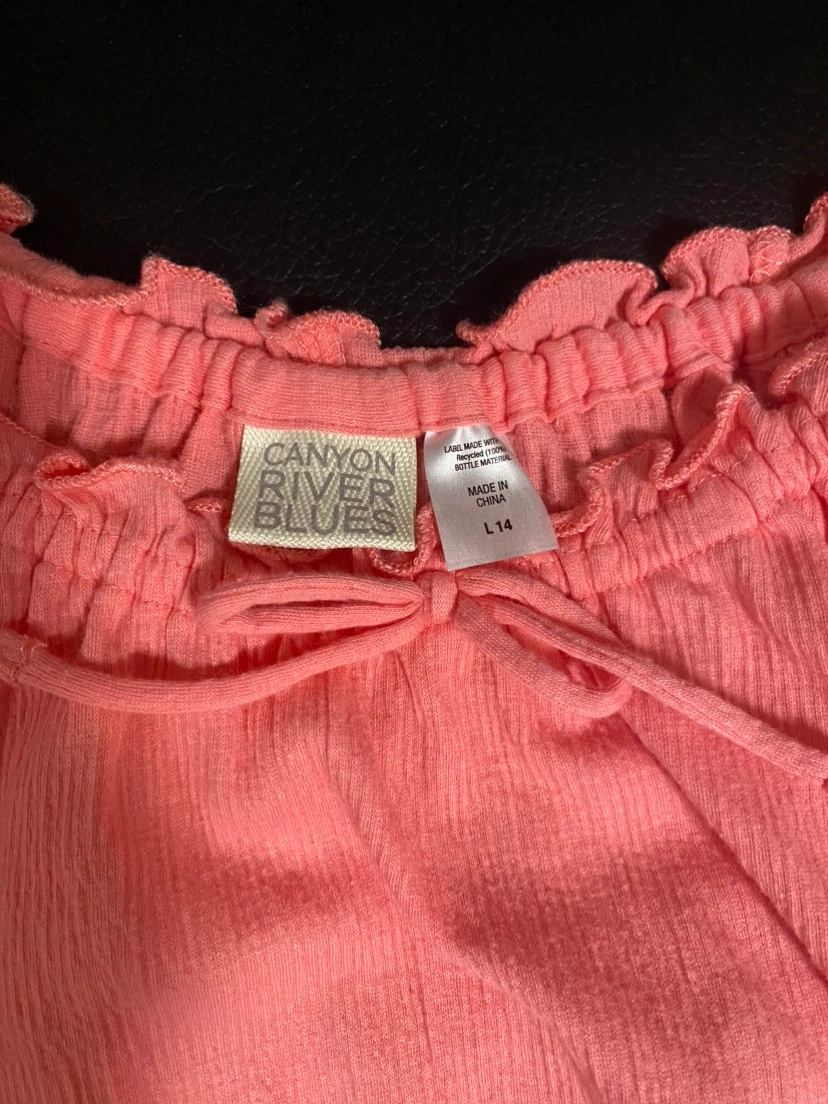 CANYON
RIVER
BLUES
LABEL MADE WITH
Recycled (100%
BOTTLE MATERIAL
MADE IN
CHINA
L 14